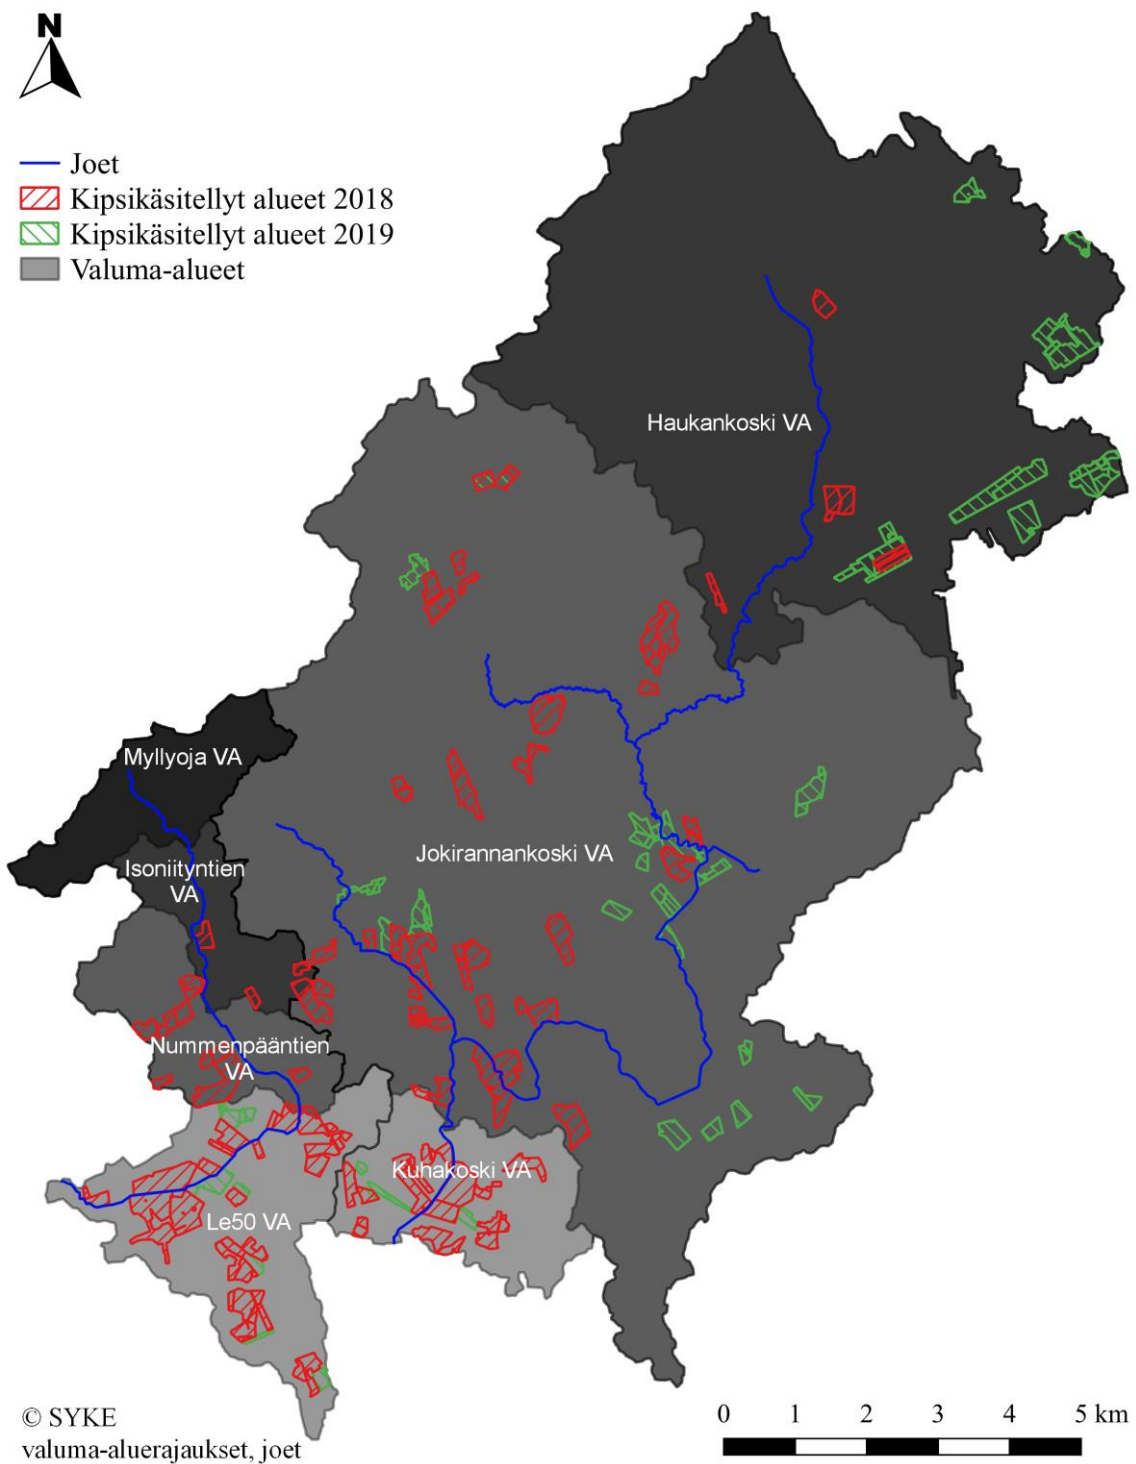 N
Joet
Kipsikäsitellyt alueet 2018
Kipsikäsitellyt alueet 2019
Valuma-alueet
Haukankoski VA
Myllyoja VA
Jokirannankoski VA
Isoniityntien
VA
Nummenpääntien
VA
Kuhakoski VA
Le50 VA
© SYKE
valuma-aluerajaukset, joet
0 1 2 3 4 5 km